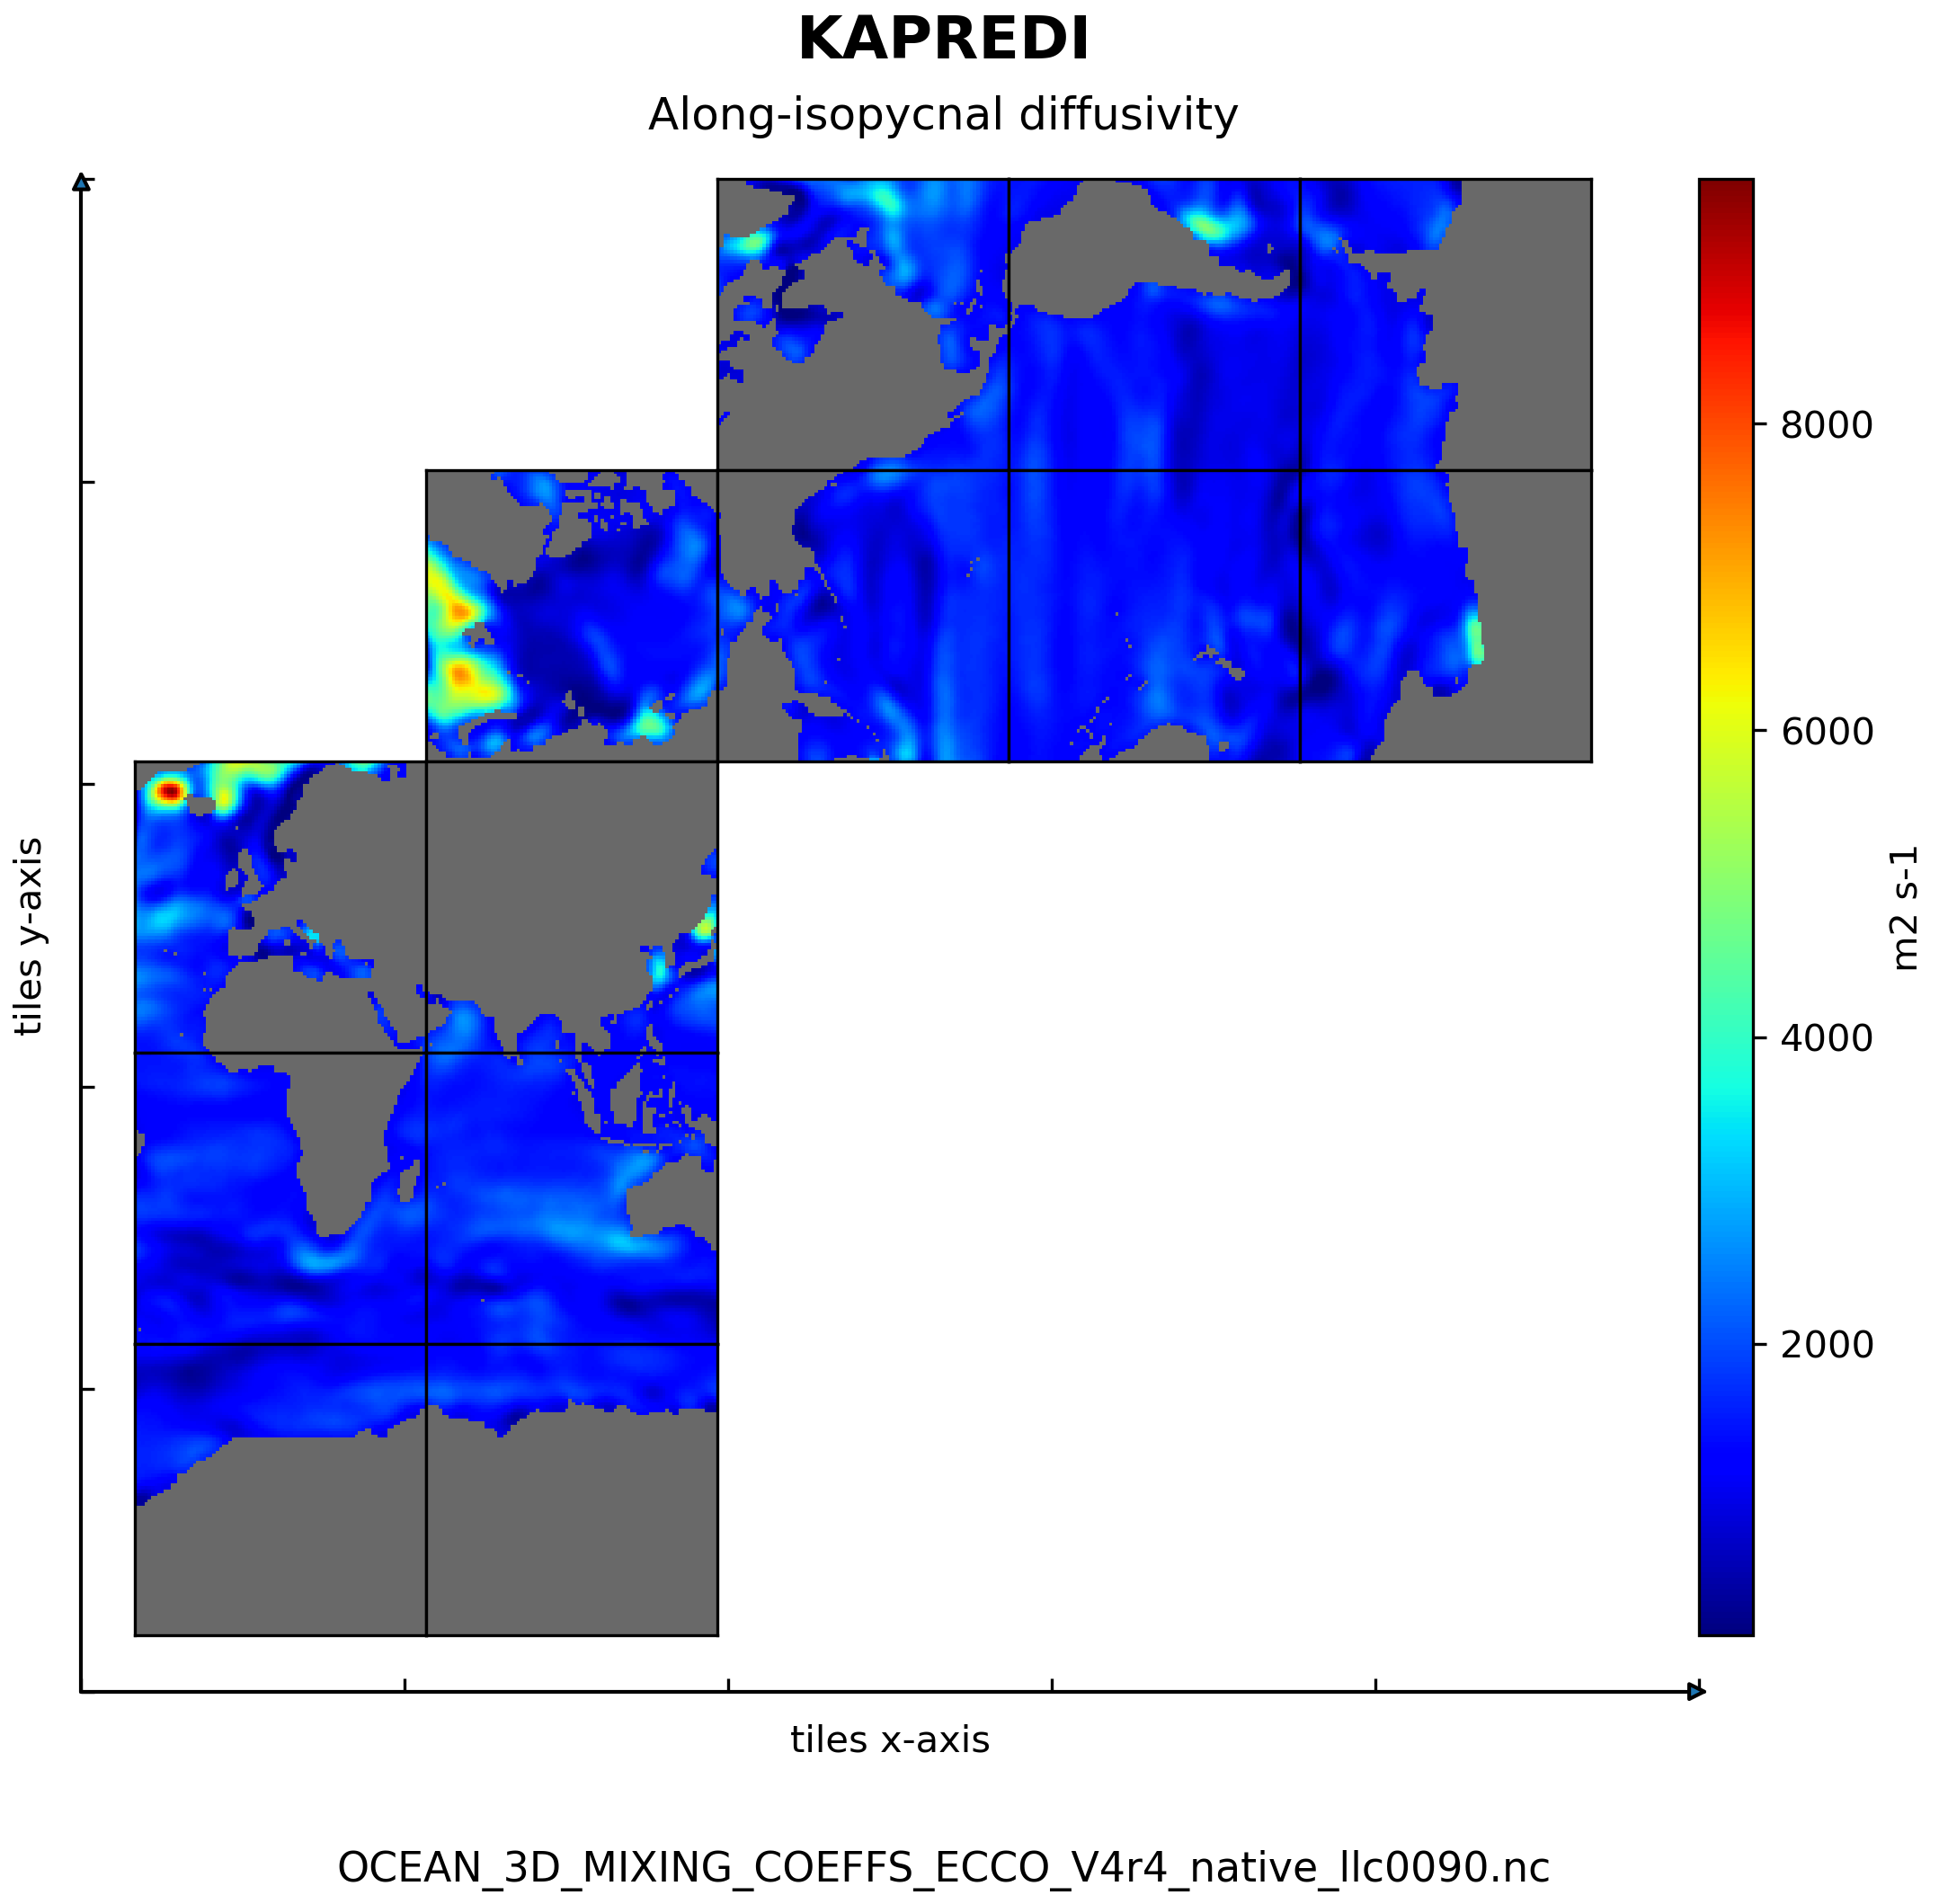 KAPREDI
Along-isopycnal diffusivity
8000
6000
4000
2000
m2 s-1
tiles y-axis
tiles x-axis
OCEAN_3D_MIXING_COEFFS_ECCO_V4r4_native_llc0090.nc